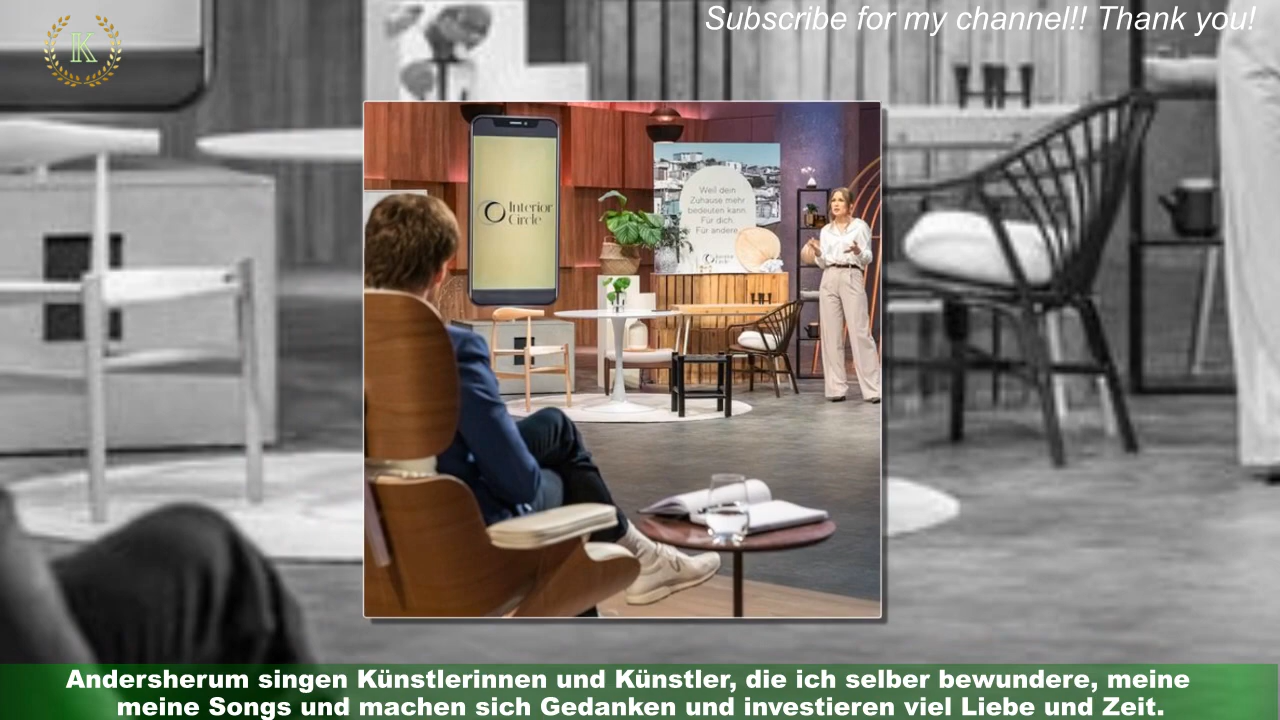 Subscribe for my channel!! Thank you!
K
Interior
Circle
Weil dein
Zuhause mehr
bedeuten kann.
Für dich.
Für andere.
Interior
Circle
Andersherum singen Künstlerinnen und Künstler, die ich selber bewundere, meine
meine Songs und machen sich Gedanken und investieren viel Liebe und Zeit.